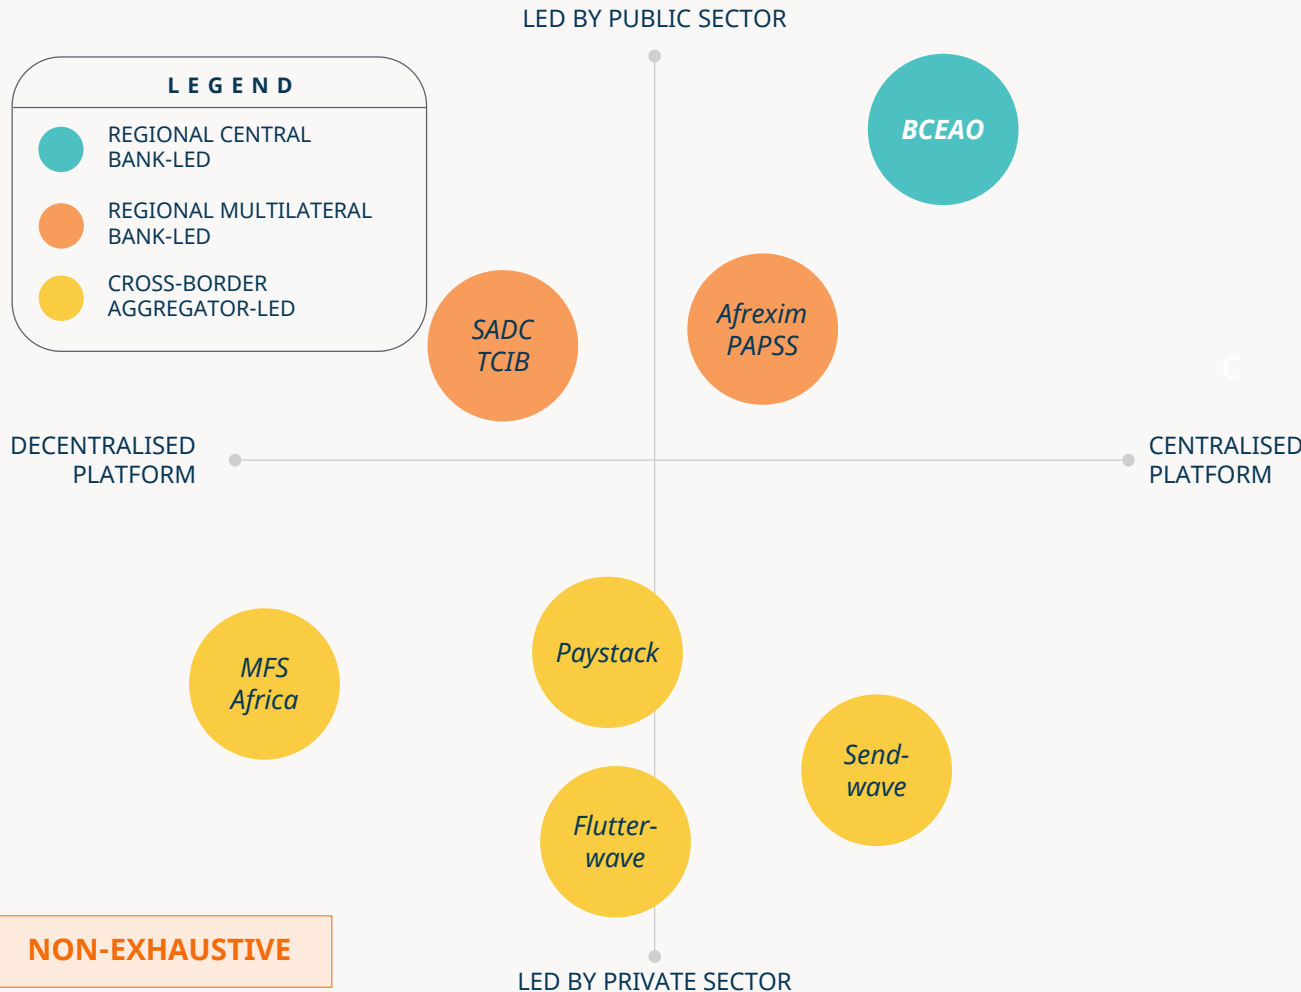 LED BY PUBLIC SECTOR
LEGEND
REGIONAL CENTRAL
BANK-LED
REGIONAL MULTILATERAL
BANK-LED
CROSS-BORDER
AGGREGATOR-LED
BCEAO
SADC
TCIB
Afrexim
PAPSS
C
DECENTRALISED
PLATFORM
CENTRALISED
PLATFORM
MFS
Africa
Paystack
Send-
wave
Flutter-
wave
NON-EXHAUSTIVE
LED BY PRIVATE SECTOR